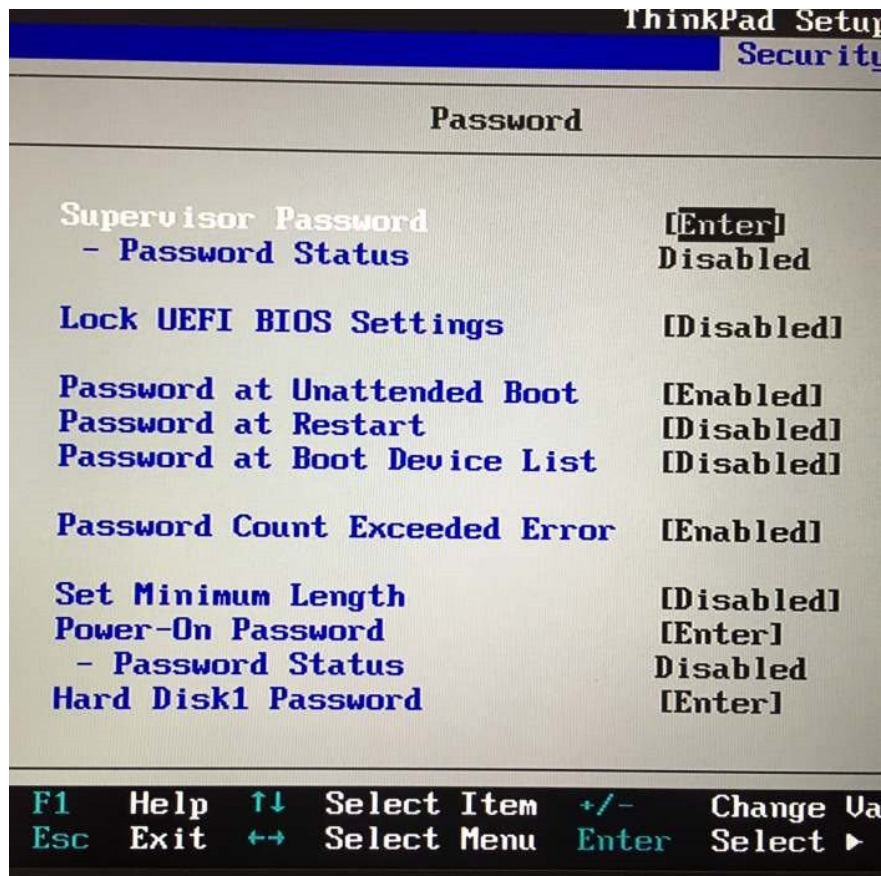 ThinkPad Setup
Security
Password
Supervisor Password [Enter]
- Password Status Disabled
Lock UEFI BIOS Settings [Disabled]
Password at Unattended Boot [Enabled]
Password at Restart [Disabled]
Password at Boot Device List [Disabled]
Password Count Exceeded Error [Enabled]
Set Minimum Length [Disabled]
Power-On Password [Enter]
- Password Status Disabled
Hard Disk1 Password [Enter]
F1 Help ↑↓ Select Item +/- Change Va
Esc Exit ←→ Select Menu Enter Select ▶